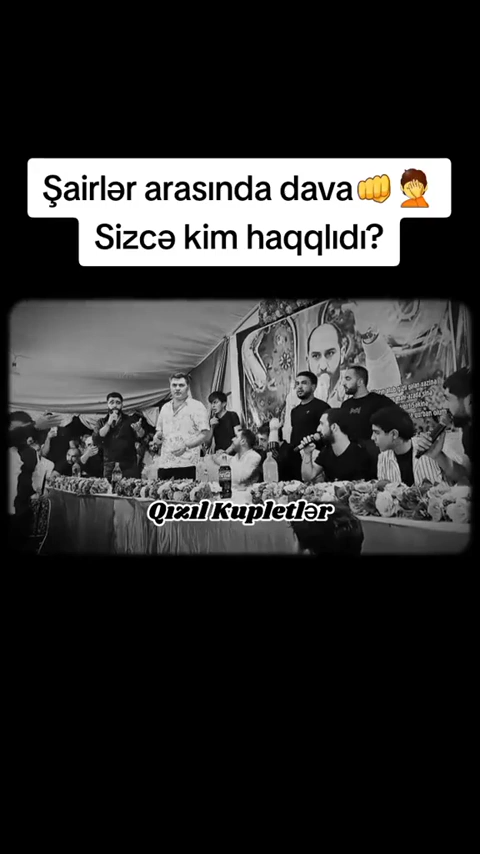 Şairlər arasında dava👊🤦
Sizcə kim haqqlıdı?
Qızıl Kupletlər